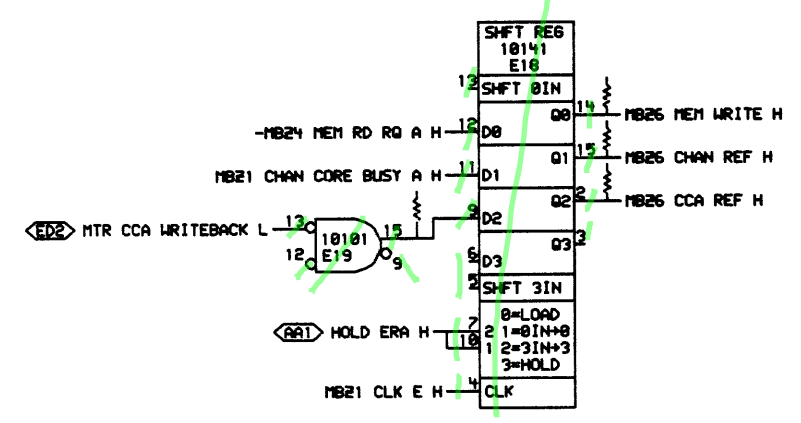 SHFT REG
10141
E18
13
SHFT 0IN
Q0 14 MB26 MEM WRITE H
-MB24 MEM RD RQ A H 12 D0
Q1 15 MB26 CHAN REF H
MB21 CHAN CORE BUSY A H 11 D1
Q2 2 MB26 CCA REF H
9 D2
ED2 MTR CCA WRITEBACK L 13
10101 15
12 E19 9
Q3 3
6 D3
5 SHFT 3IN
0=LOAD
AA1 HOLD ERA H 7 2 1=0IN→0
10 1 2=3IN→3
3=HOLD
MB21 CLK E H 4 CLK